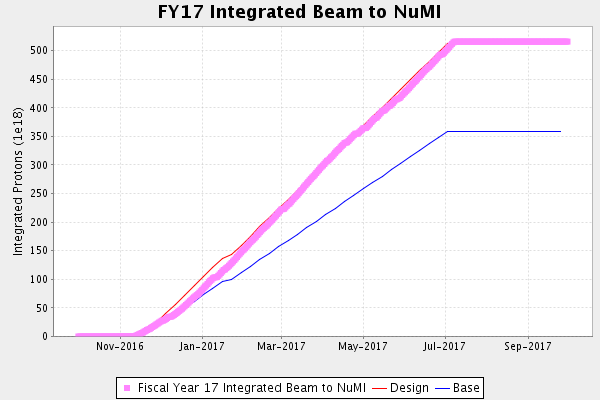 FY17 Integrated Beam to NuMI
Integrated Protons (1e18)
500
450
400
350
300
250
200
150
100
50
0
Nov-2016 Jan-2017 Mar-2017 May-2017 Jul-2017 Sep-2017
Fiscal Year 17 Integrated Beam to NuMI Design Base